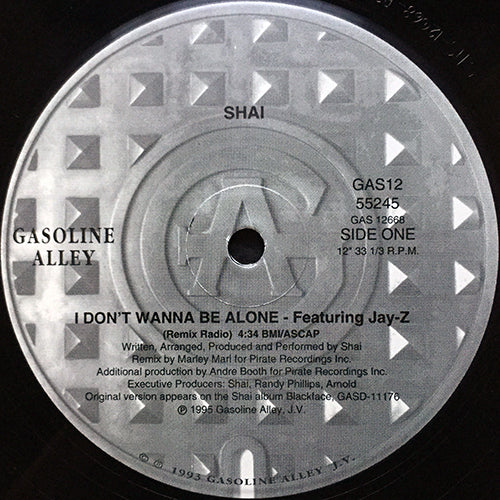 SHAI
GAS12
55245
GAS 12668
SIDE ONE
12" 33 1/3 R.P.M.
GASOLINE
ALLEY
I DON'T WANNA BE ALONE - Featuring Jay-Z
(Remix Radio) 4:34 BMI/ASCAP
Written, Arranged, Produced and Performed by Shai
Remix by Marley Marl for Pirate Recordings Inc.
Additional production by Andre Booth for Pirate Recordings Inc.
Executive Producers: Shai, Randy Phillips, Arnold
Original version appears on the Shai album Blackface, GASD-11176
℗ 1995 Gasoline Alley, J.V.
© ℗ 1993 GASOLINE ALLEY J.V.